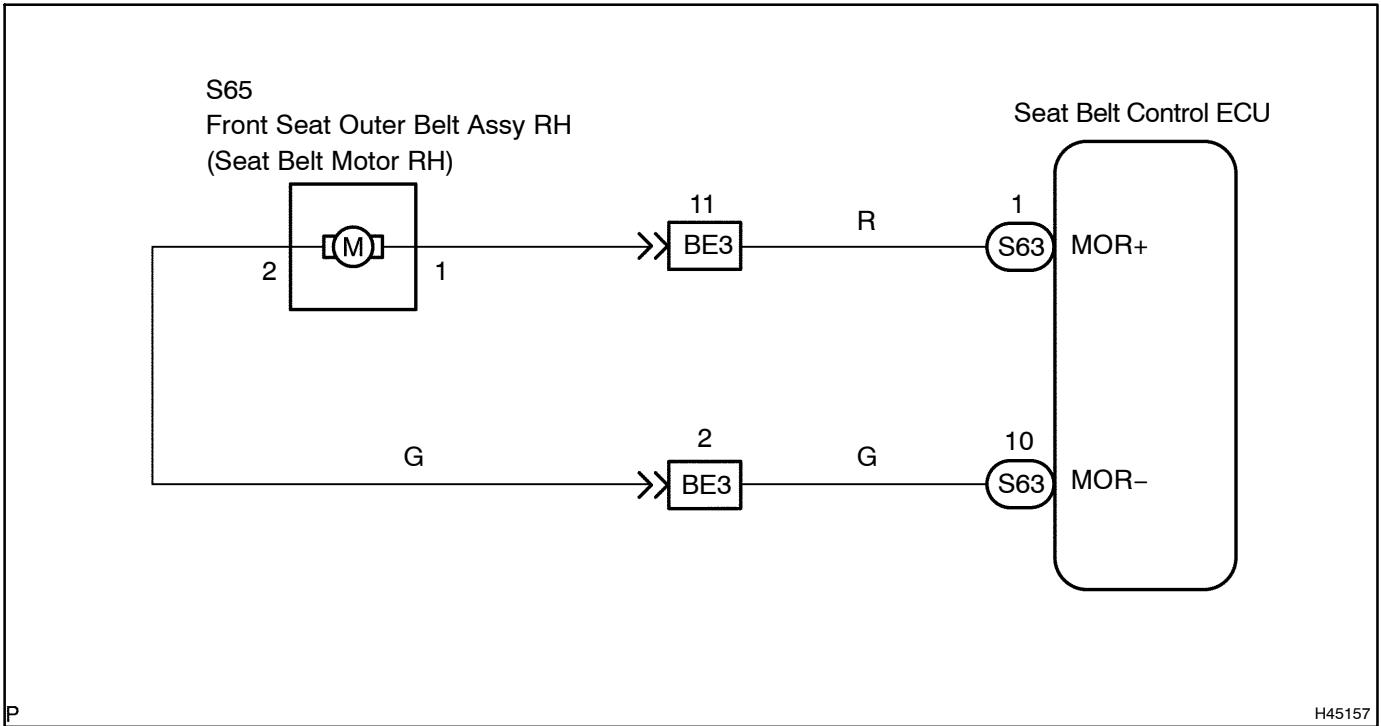 S65
Front Seat Outer Belt Assy RH
(Seat Belt Motor RH)
Seat Belt Control ECU
2
M
1
11
BE3
R
1
S63
MOR+
G
2
BE3
G
10
S63
MOR−
P
H45157